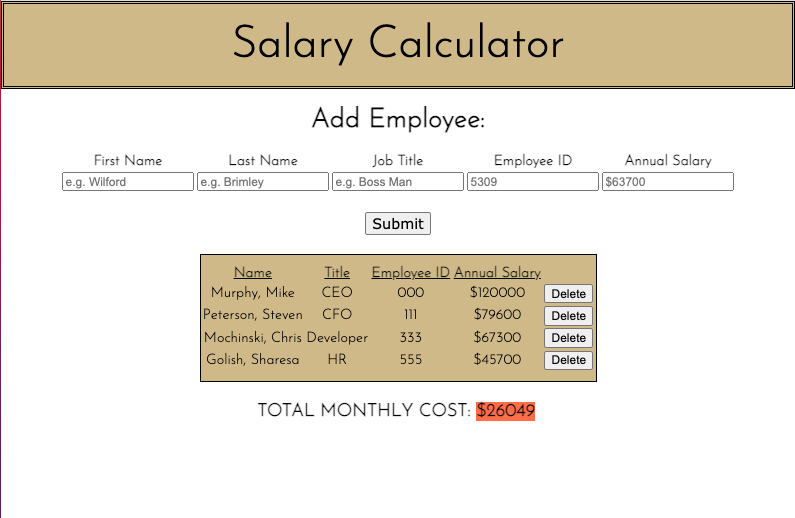 Salary Calculator
Add Employee:
First Name Last Name Job Title Employee ID Annual Salary
e.g. Wilford e.g. Brimley e.g. Boss Man 5309 $63700
Submit
Name Title Employee ID Annual Salary
Murphy, Mike CEO 000 $120000 Delete
Peterson, Steven CFO 111 $79600 Delete
Mochinski, Chris Developer 333 $67300 Delete
Golish, Sharesa HR 555 $45700 Delete
TOTAL MONTHLY COST: $26049